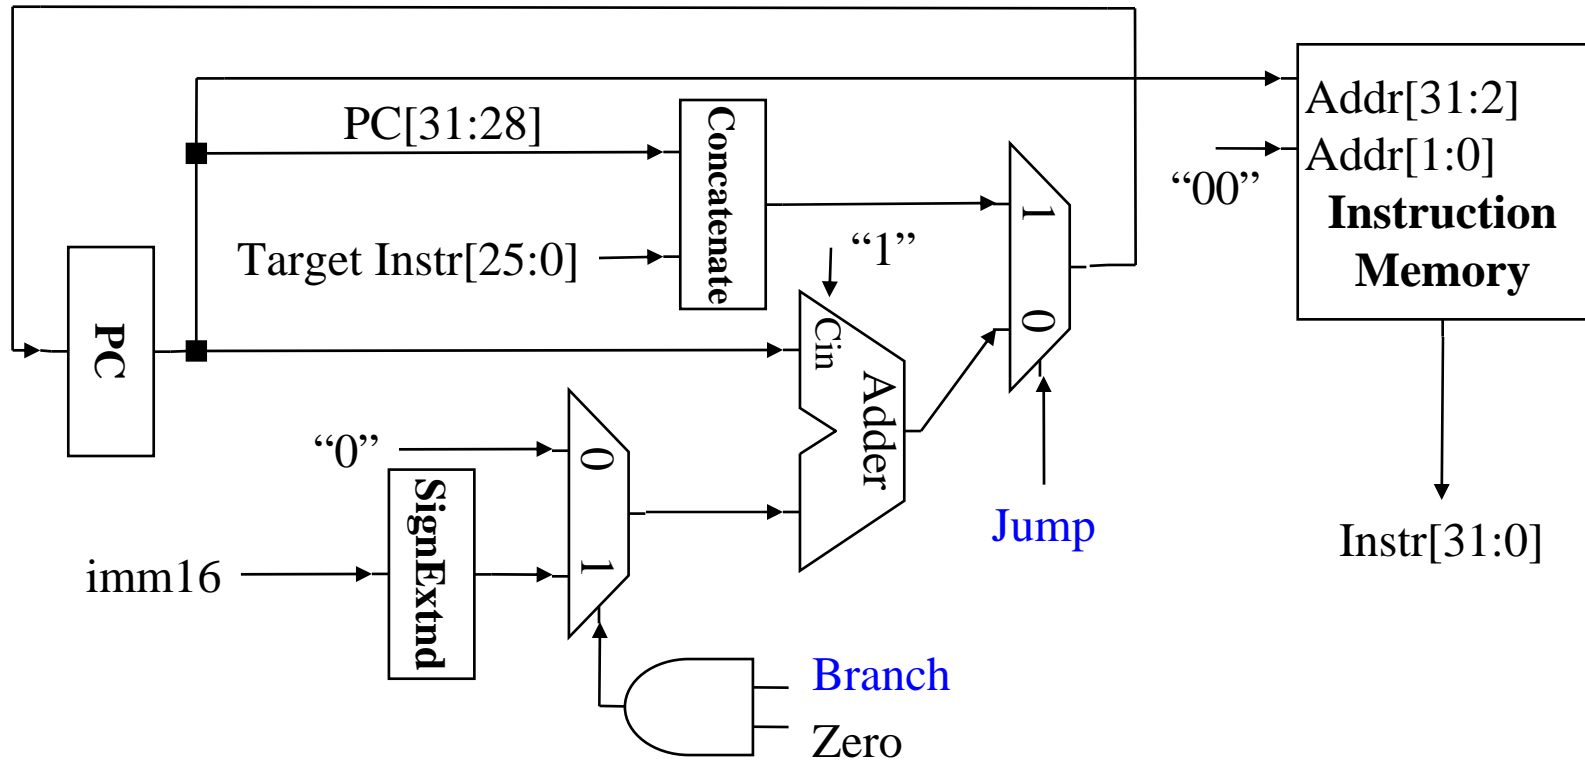 PC[31:28]
Concatenate
Addr[31:2]
Addr[1:0]
“00”
Instruction
Memory
1
0
Target Instr[25:0]
“1”
PC
Cin
Adder
“0”
0
1
SignExtnd
imm16
Jump
Instr[31:0]
Branch
Zero